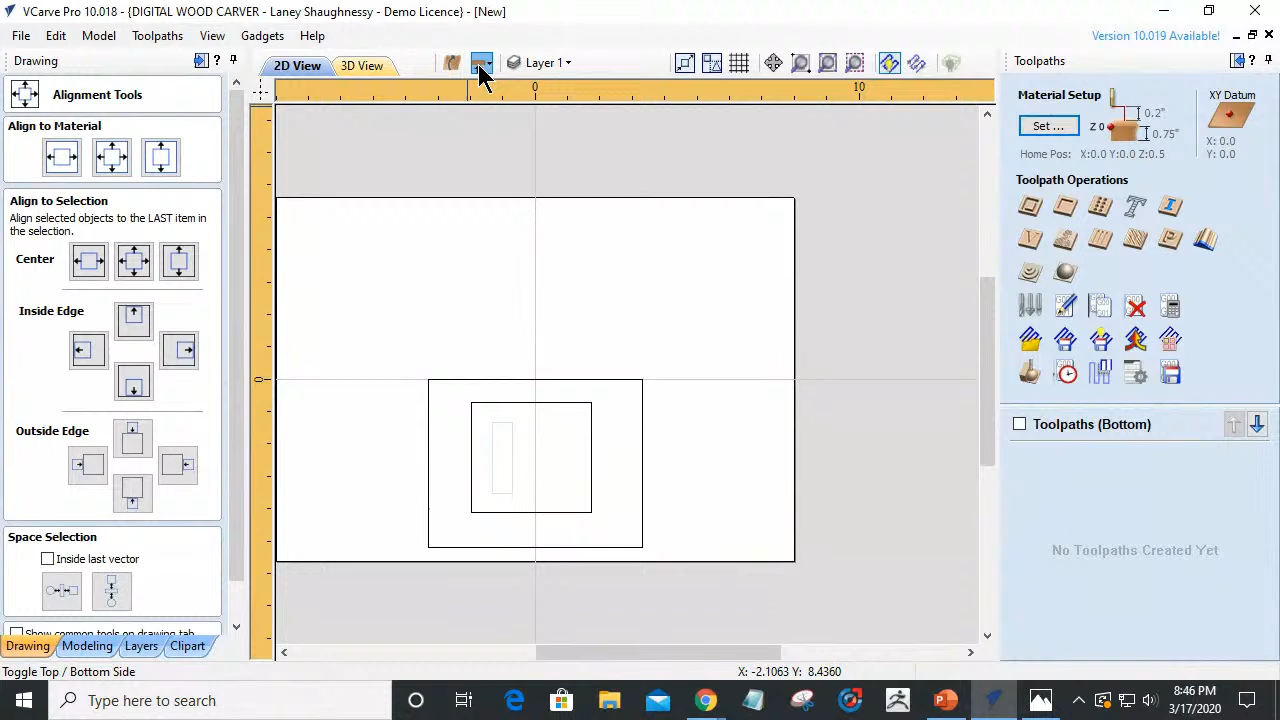 VCarve Pro 10.018 - {DIGITAL WOOD CARVER - Laney Shaughnessy - Demo Licence} - [New]
File Edit Model Toolpaths View Gadgets Help
Version 10.019 Available
Drawing
2D View
3D View
Layer 1
Toolpaths
Alignment Tools
Align to Material
Align to Selection
Align selected objects to the LAST item in
the selection.
Center
Inside Edge
Outside Edge
Space Selection
Inside last vector
Show common tools on drawing tab
Drawing Modeling Layers Clipart
0 10
0
Material Setup
Set ...
Z 0
0.2"
0.75"
XY Datum
X: 0.0
Y: 0.0
Home Pos: X:0.0 Y:0.0 Z:0.5
Toolpath Operations
Toolpaths (Bottom)
No Toolpaths Created Yet
Toggle Top / Bottom Side
X: -2.1063 Y: 8.4360
Type here to search
8:46 PM
3/17/2020